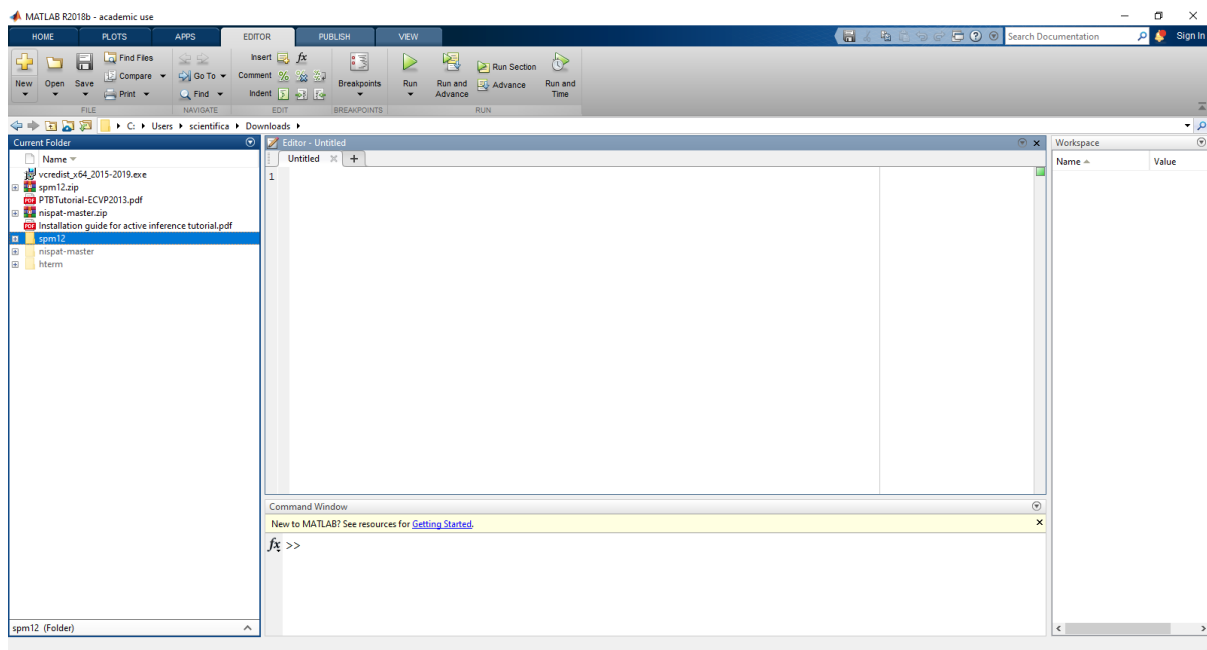 MATLAB R2018b - academic use
HOME PLOTS APPS EDITOR PUBLISH VIEW Search Documentation Sign In
New Open Save Find Files Compare Print
Go To Find
Insert fx
Comment
Indent
Breakpoints
Run
Run and Advance
Run Section
Advance
Run and Time
FILE NAVIGATE EDIT BREAKPOINTS RUN
C: Users scientifica Downloads
Current Folder
Name
vcredist_x64_2015-2019.exe
spm12.zip
PTBTutorial-ECVP2013.pdf
nispat-master.zip
Installation guide for active inference tutorial.pdf
spm12
nispat-master
hterm
spm12 (Folder)
Editor - Untitled
Untitled
1
Command Window
New to MATLAB? See resources for Getting Started.
fx >>
Workspace
Name Value